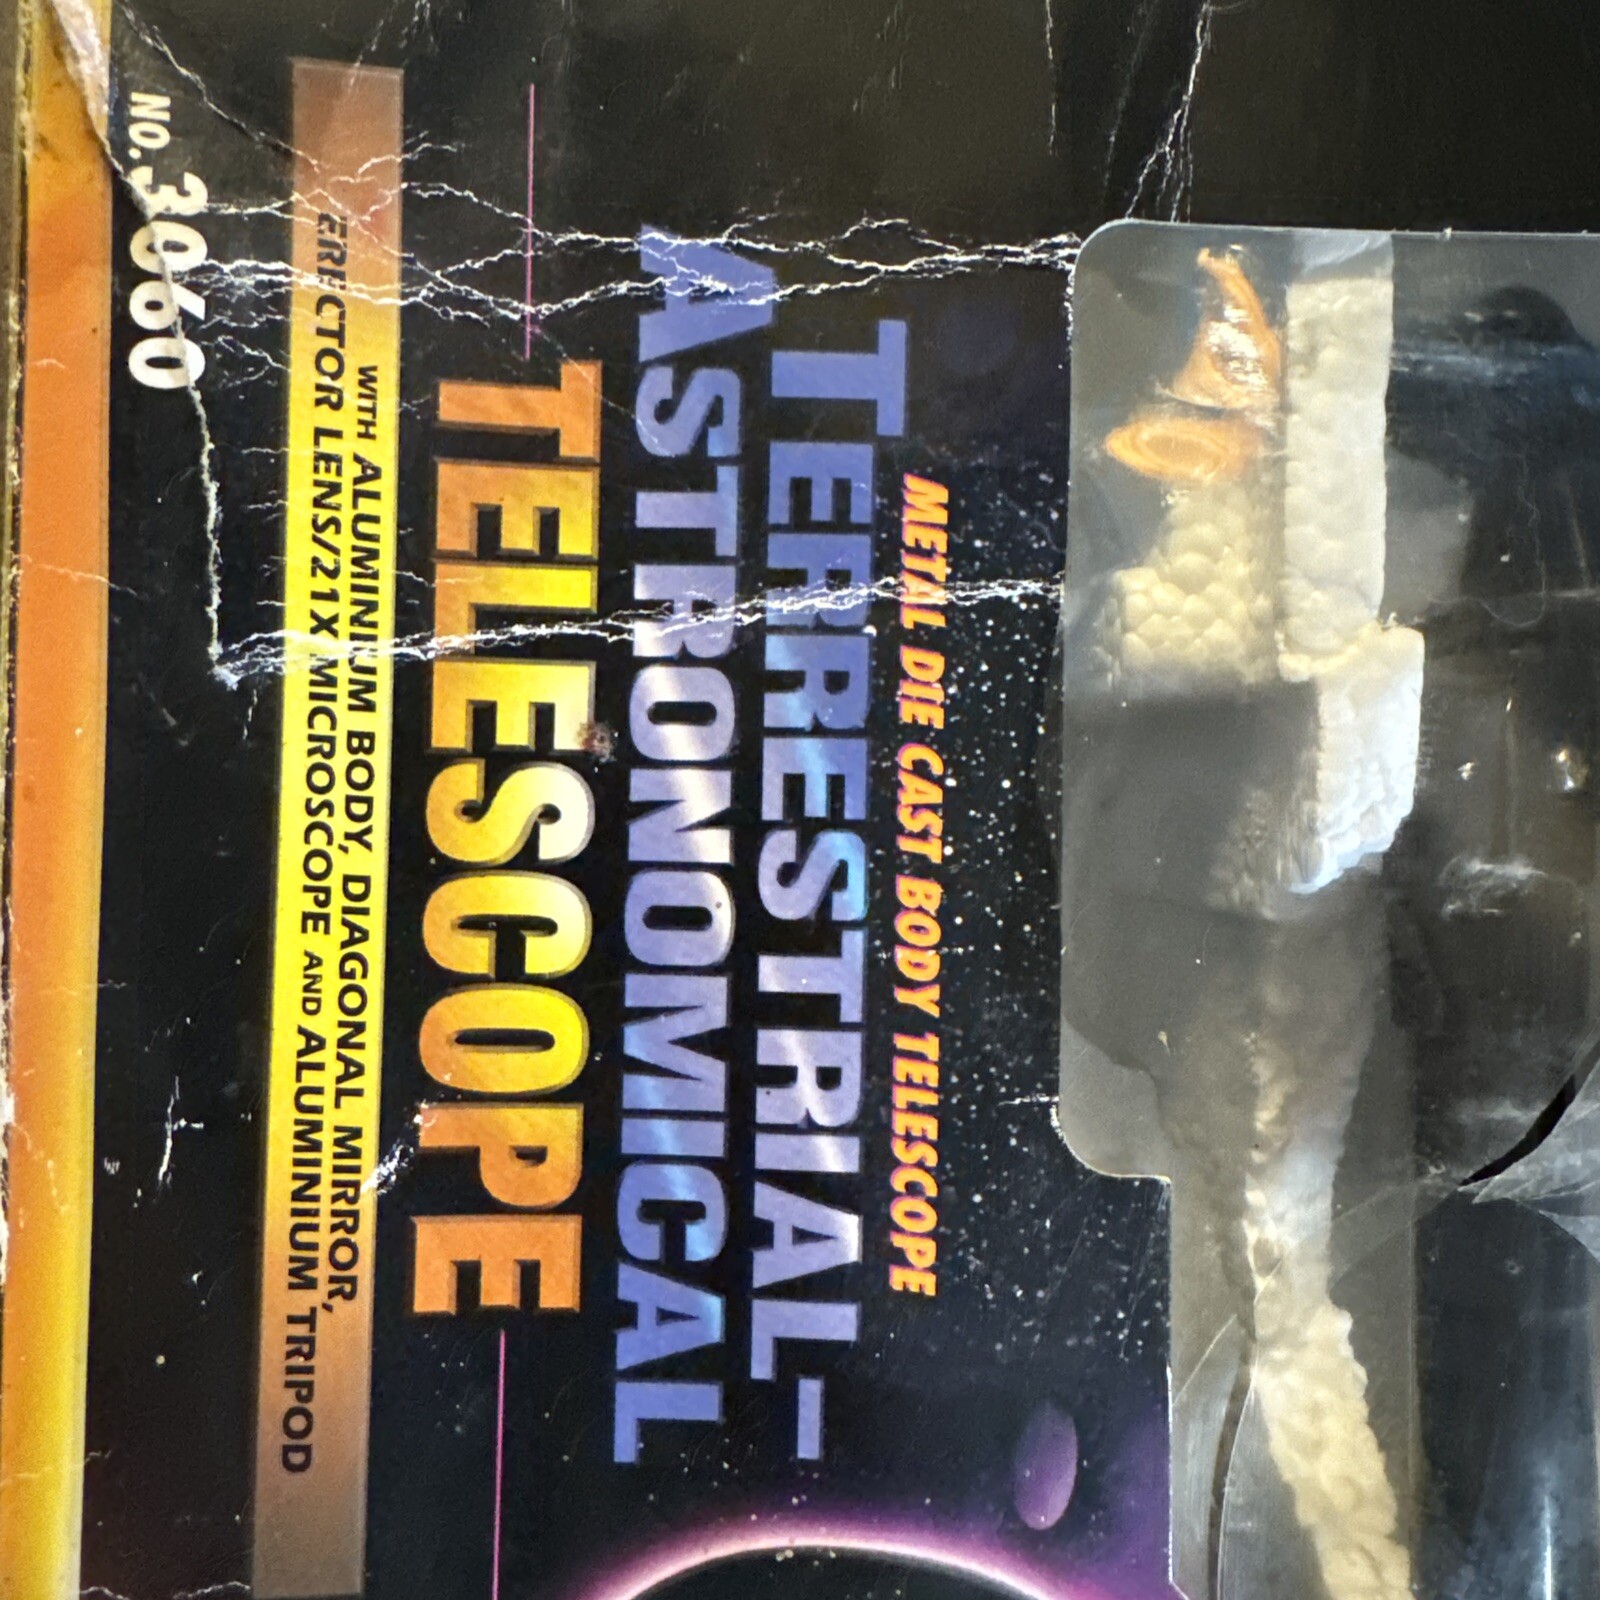 METAL DIE CAST BODY TELESCOPE
TERRESTRIAL-
ASTRONOMICAL
TELESCOPE
WITH ALUMINIUM BODY, DIAGONAL MIRROR,
ERECTOR LENS/21X MICROSCOPE AND ALUMINIUM TRIPOD
NO.3060